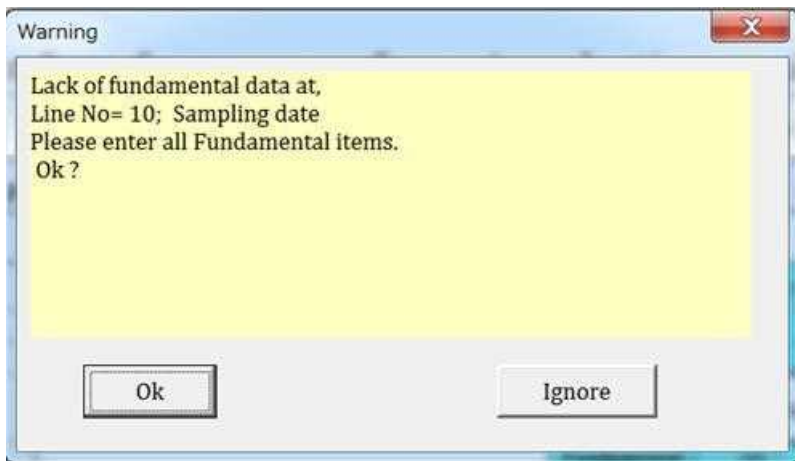 Warning
Lack of fundamental data at,
Line No= 10;  Sampling date
Please enter all Fundamental items.
Ok ?
Ok
Ignore